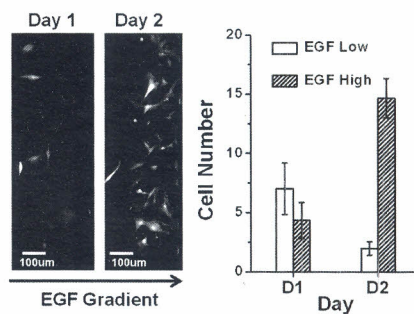 Day 1 Day 2
100um 100um
EGF Gradient
Cell Number
20
15
10
5
0
EGF Low
EGF High
D1 D2
Day